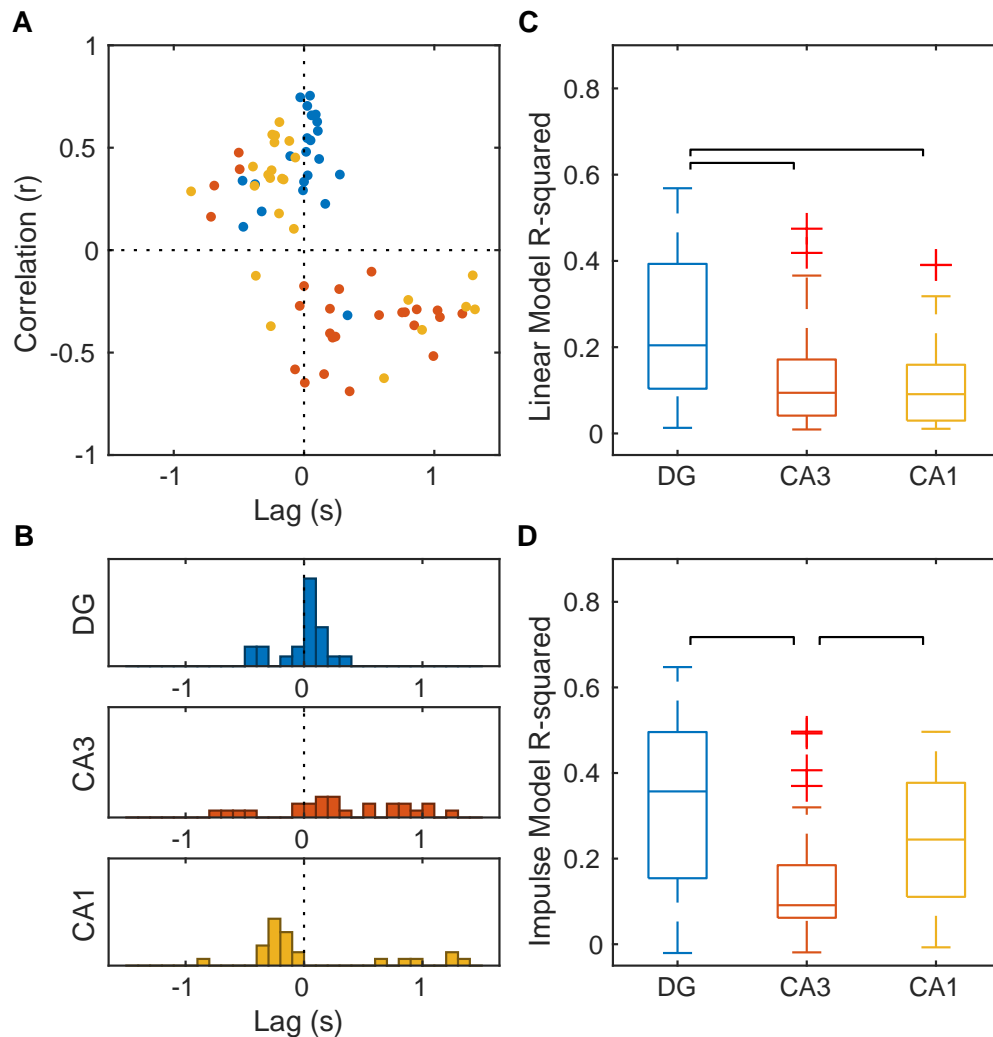 A
Correlation (r)
1
0.5
0
-0.5
-1
-1 0 1
Lag (s)
B
DG
-1 0 1
CA3
-1 0 1
CA1
-1 0 1
Lag (s)
C
Linear Model R-squared
0.8
0.6
0.4
0.2
0
DG CA3 CA1
D
Impulse Model R-squared
0.8
0.6
0.4
0.2
0
DG CA3 CA1